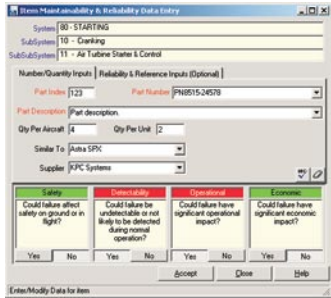 Item Maintainability & Reliability Data Entry
System 80 - STARTING
SubSystem 10 - Cranking
SubSubSystem 11 - Air Turbine Starter & Control
Number/Quantity Inputs Reliability & Reference Inputs (Optional)
Part Index 123 Part Number PN8515-24578
Part Description Part description.
Qty Per Aircraft 4 Qty Per Unit 2
Similar To Astra SPX
Supplier KPC Systems
Safety Detectability Operational Economic
Could failure affect safety on ground or in flight? Could failure be undetectable or not likely to be detected during normal operation? Could failure have significant operational impact? Could failure have significant economic impact?
Yes No Yes No Yes No Yes No
Accept Close Help
Enter/Modify Data for item